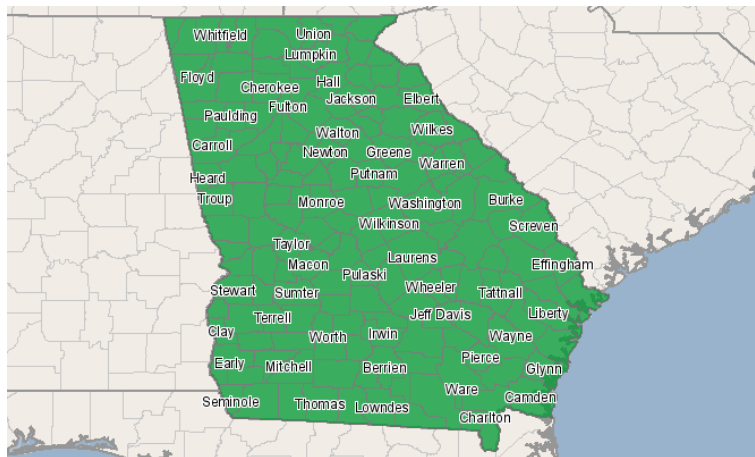 Whitfield
Union
Lumpkin
Floyd
Hall
Cherokee
Jackson
Elbert
Fulton
Paulding
Walton
Wilkes
Carroll
Newton
Greene
Warren
Putnam
Heard
Troup
Monroe
Washington
Burke
Wilkinson
Screven
Taylor
Laurens
Macon
Effingham
Pulaski
Stewart
Sumter
Wheeler
Tattnall
Terrell
Jeff Davis
Liberty
Clay
Worth
Irwin
Wayne
Early
Mitchell
Berrien
Pierce
Glynn
Seminole
Thomas
Lowndes
Ware
Camden
Charlton